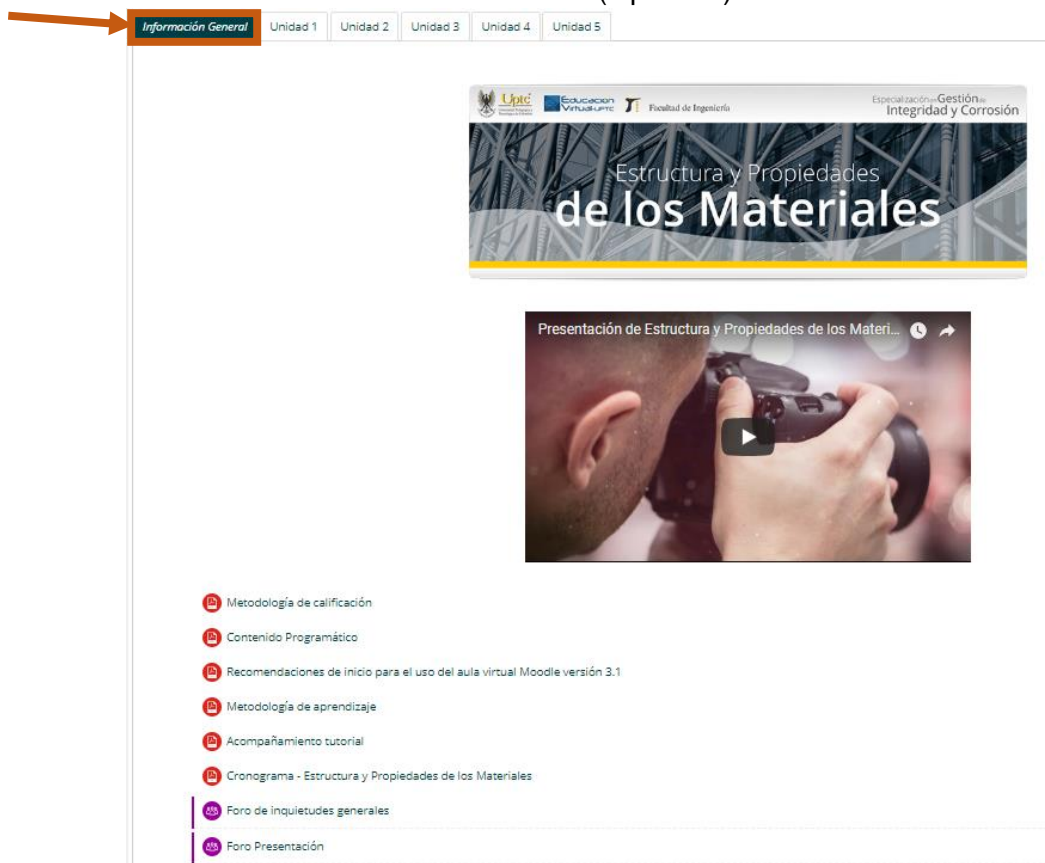 Información General Unidad 1 Unidad 2 Unidad 3 Unidad 4 Unidad 5
Uptc Educación Virtual-UPTC Facultad de Ingeniería Especialización en Gestión de
Integridad y Corrosión
Estructura y Propiedades
de los Materiales
Presentación de Estructura y Propiedades de los Materi...
Metodología de calificación
Contenido Programático
Recomendaciones de inicio para el uso del aula virtual Moodle versión 3.1
Metodología de aprendizaje
Acompañamiento tutorial
Cronograma - Estructura y Propiedades de los Materiales
Foro de inquietudes generales
Foro Presentación